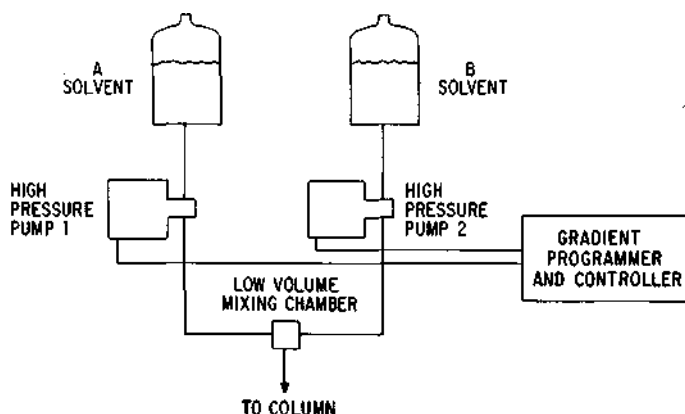 A
SOLVENT
B
SOLVENT
HIGH
PRESSURE
PUMP 1
HIGH
PRESSURE
PUMP 2
GRADIENT
PROGRAMMER
AND CONTROLLER
LOW VOLUME
MIXING CHAMBER
TO COLUMN